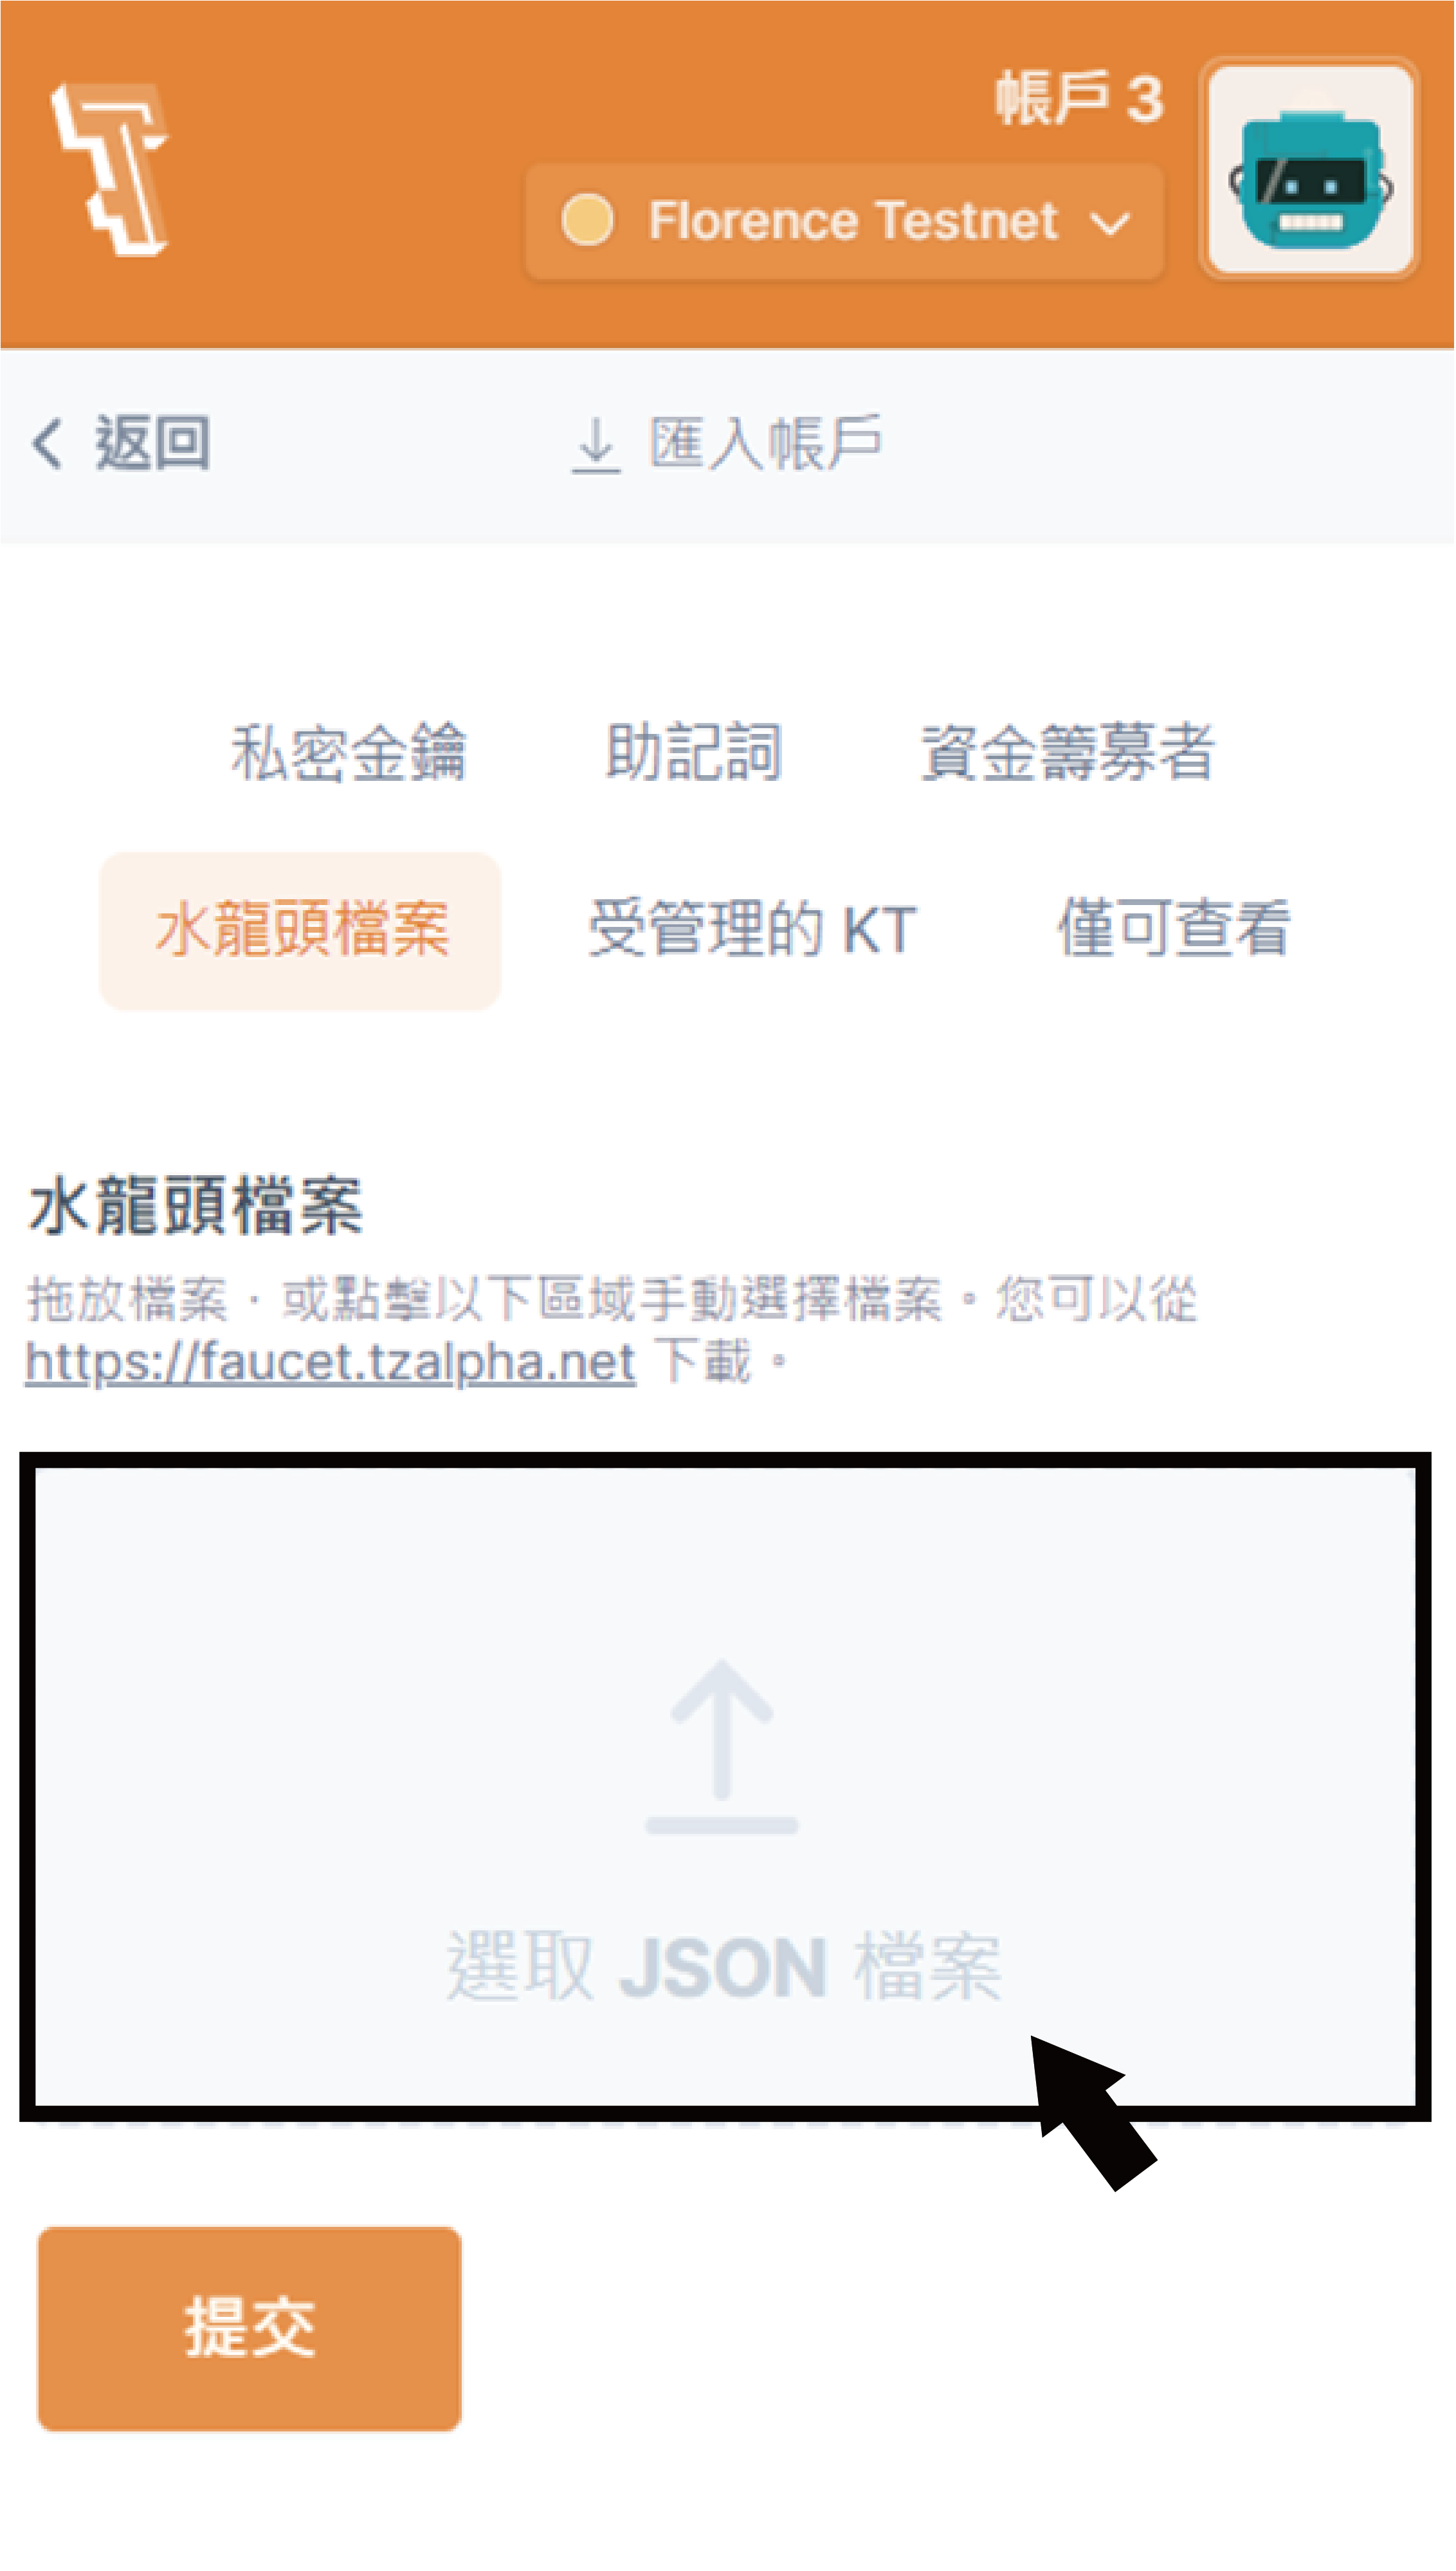 帳戶 3
Florence Testnet
返回
匯入帳戶
私密金鑰 助記詞 資金籌募者
水龍頭檔案 受管理的 KT 僅可查看
水龍頭檔案
拖放檔案，或點擊以下區域手動選擇檔案。您可以從
https://faucet.tzalpha.net 下載。
選取 JSON 檔案
提交